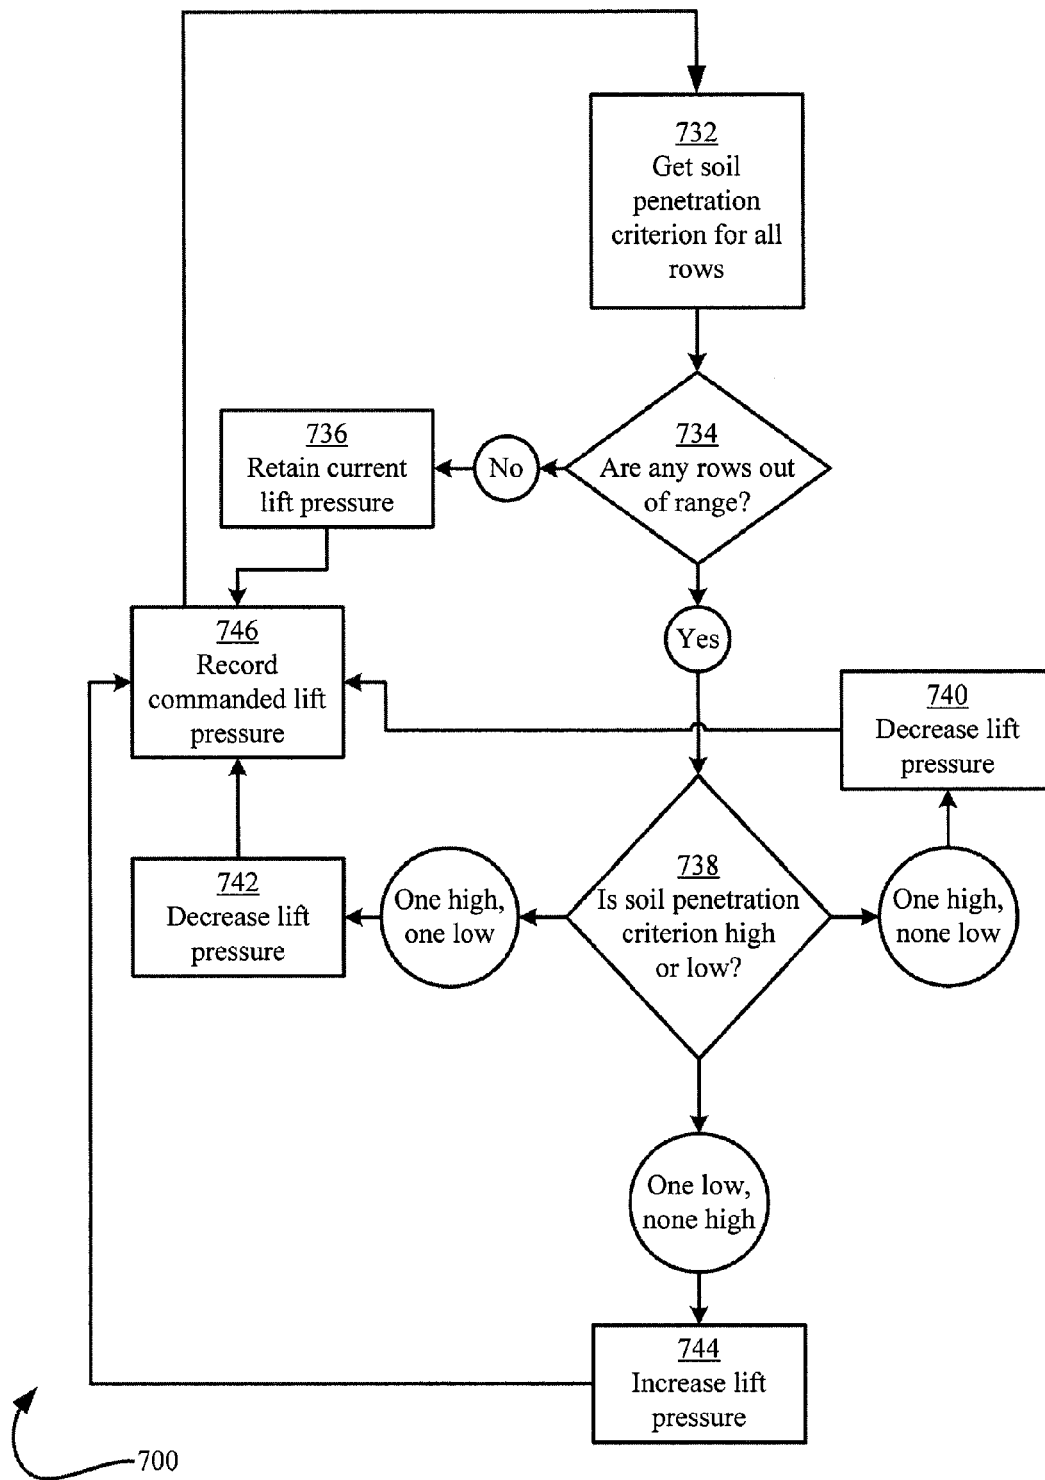 732
Get soil
penetration
criterion for all
rows
734
Are any rows out
of range?
No
736
Retain current
lift pressure
Yes
746
Record
commanded lift
pressure
740
Decrease lift
pressure
738
Is soil penetration
criterion high
or low?
One high,
one low
742
Decrease lift
pressure
One high,
none low
One low,
none high
744
Increase lift
pressure
700